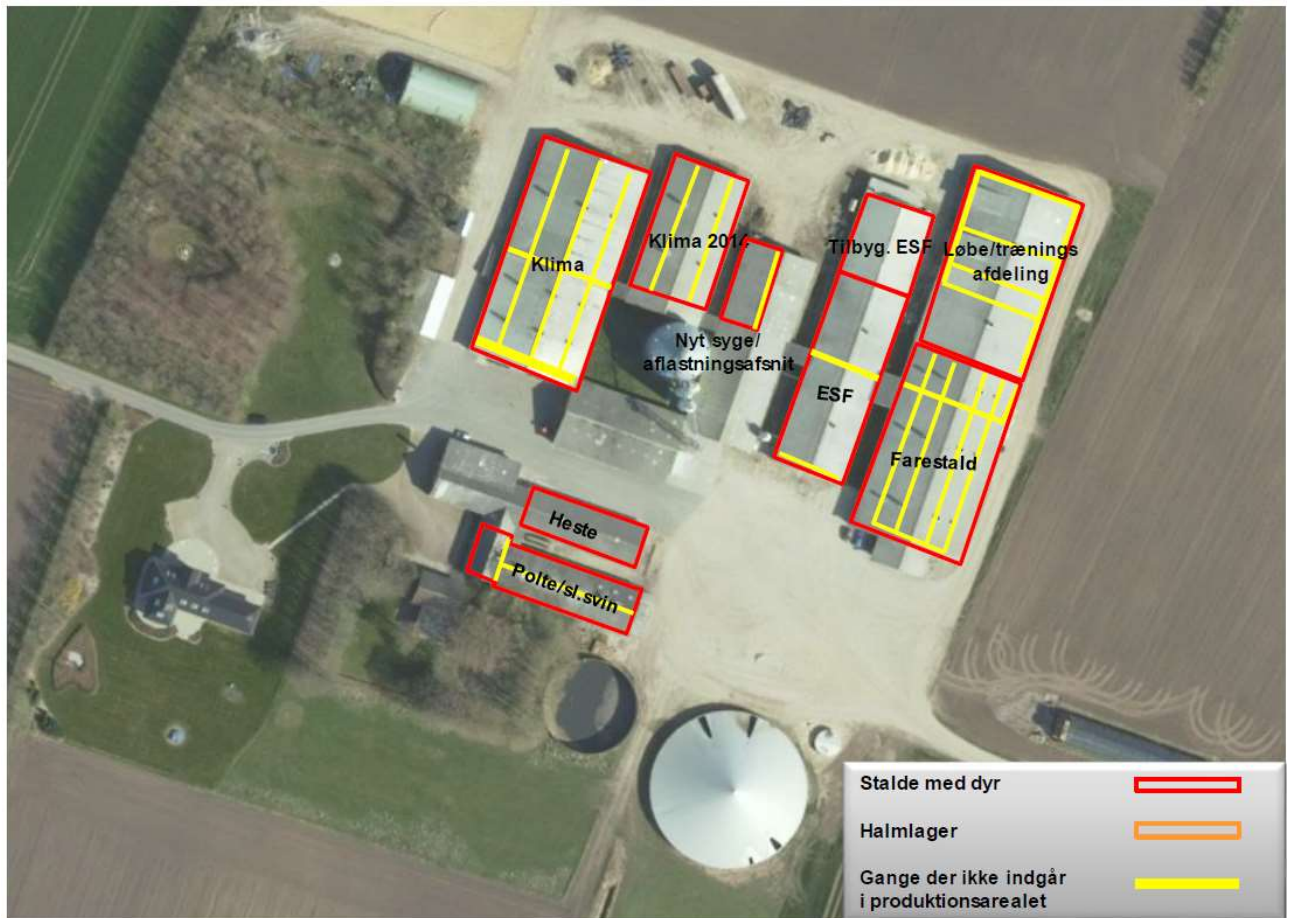 Klima
Klima 2014
Tilbyg. ESF
Løbe/trænings
afdeling
Nyt syge/
aflastningsafsnit
ESF
Farestald
Heste
Polte/sl.svin
Stalde med dyr
Halmlager
Gange der ikke indgår
i produktionsarealet